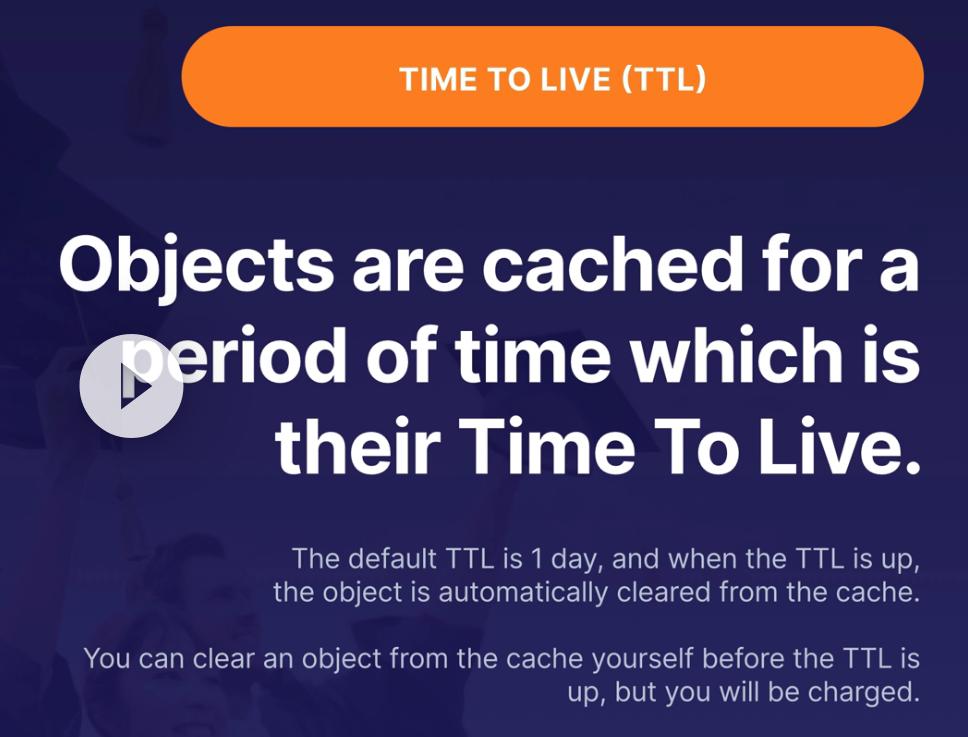 TIME TO LIVE (TTL)
Objects are cached for a
period of time which is
their Time To Live.
The default TTL is 1 day, and when the TTL is up,
the object is automatically cleared from the cache.
You can clear an object from the cache yourself before the TTL is
up, but you will be charged.